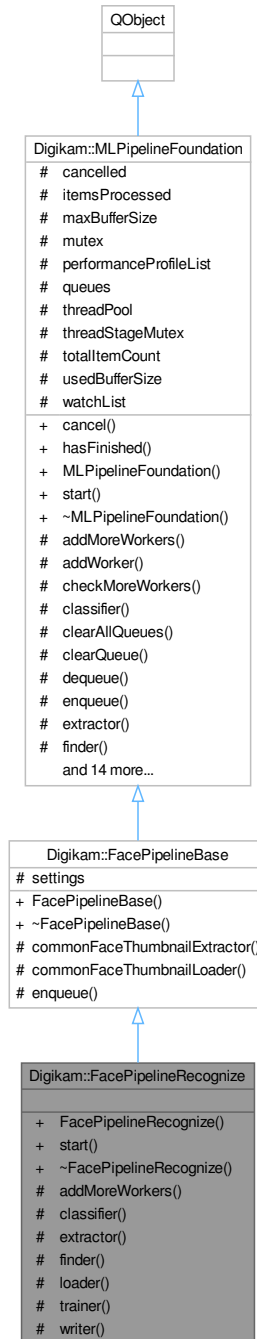 QObject
Digikam::MLPipelineFoundation
# cancelled
# itemsProcessed
# maxBufferSize
# mutex
# performanceProfileList
# queues
# threadPool
# threadStageMutex
# totalItemCount
# usedBufferSize
# watchList
+ cancel()
+ hasFinished()
+ MLPipelineFoundation()
+ start()
+ ~MLPipelineFoundation()
# addMoreWorkers()
# addWorker()
# checkMoreWorkers()
# classifier()
# clearAllQueues()
# clearQueue()
# dequeue()
# enqueue()
# extractor()
# finder()
and 14 more...
Digikam::FacePipelineBase
# settings
+ FacePipelineBase()
+ ~FacePipelineBase()
# commonFaceThumbnailExtractor()
# commonFaceThumbnailLoader()
# enqueue()
Digikam::FacePipelineRecognize
+ FacePipelineRecognize()
+ start()
+ ~FacePipelineRecognize()
# addMoreWorkers()
# classifier()
# extractor()
# finder()
# loader()
# trainer()
# writer()